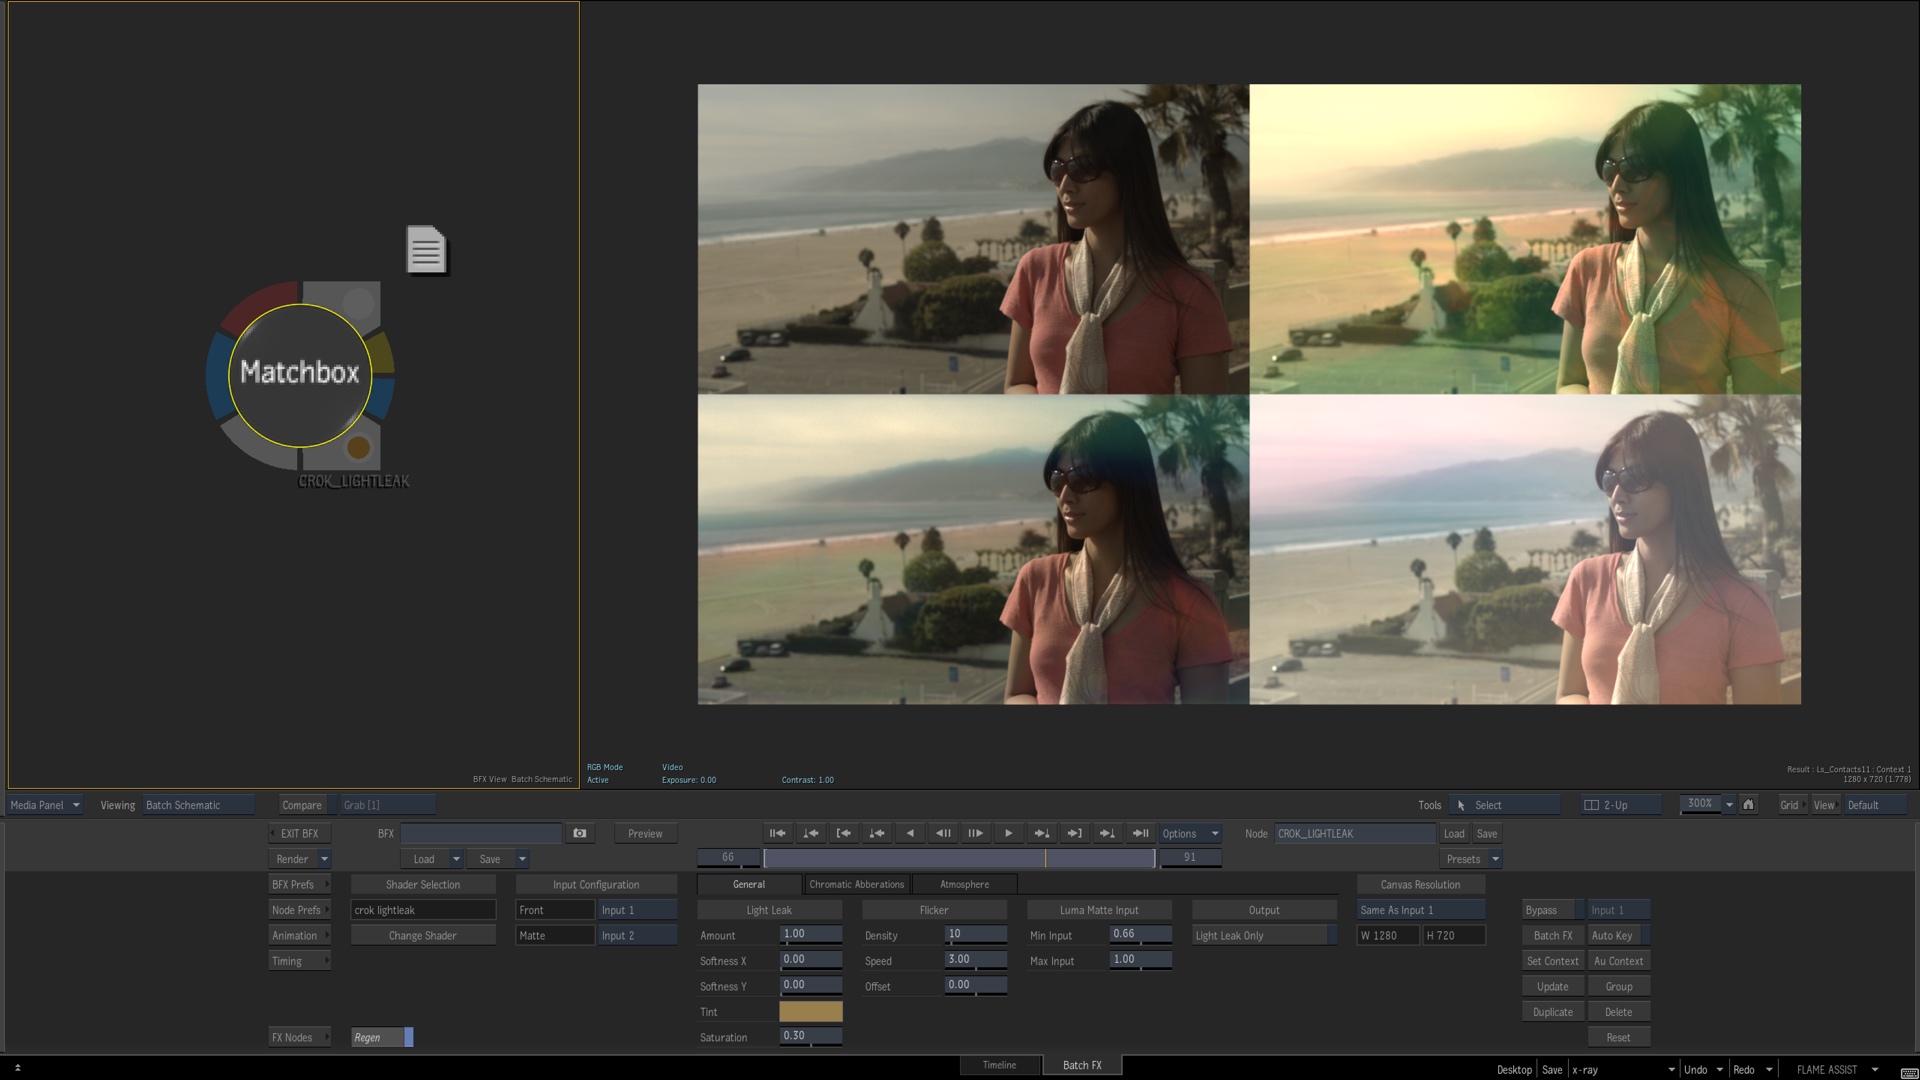 Matchbox
CROK_LIGHTLEAK
BFX View Batch Schematic
RGB Mode Video
Active Exposure: 0.00 Contrast: 1.00
Result : Ls_Contacts11 : Context 1
1280 x 720 (1.778)
Media Panel Viewing Batch Schematic Compare Grab [1] Tools Select 2-Up 300% Grid View Default
EXIT BFX BFX Preview Options Node CROK_LIGHTLEAK Load Save
Render Load Save 66 91 Presets
BFX Prefs Shader Selection Input Configuration General Chromatic Abberations Atmosphere Canvas Resolution
Node Prefs crok lightleak Front Input 1 Light Leak Flicker Luma Matte Input Output Same As Input 1 Bypass Input 1
Animation Change Shader Matte Input 2 Amount 1.00 Density 10 Min Input 0.66 Light Leak Only W 1280 H 720 Batch FX Auto Key
Timing Softness X 0.00 Speed 3.00 Max Input 1.00 Set Context Au Context
Softness Y 0.00 Offset 0.00 Update Group
Tint Duplicate Delete
FX Nodes Regen Saturation 0.30 Reset
Timeline Batch FX
Desktop Save x-ray Undo Redo FLAME ASSIST